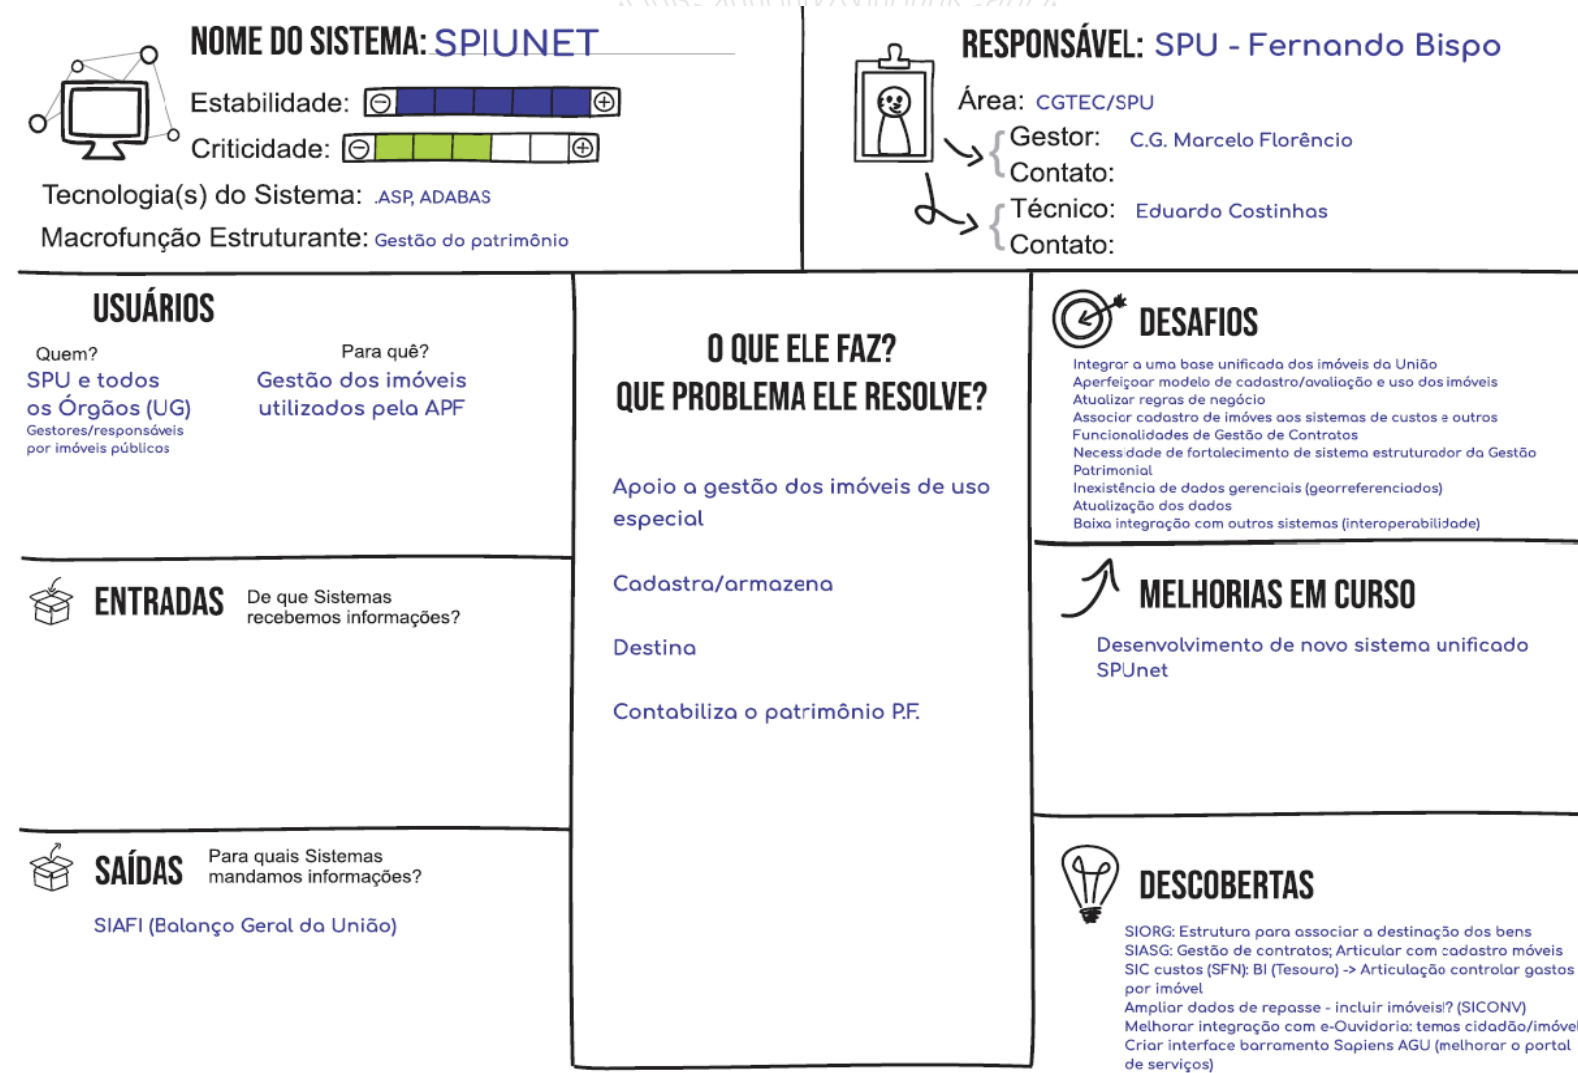 NOME DO SISTEMA: SPIUNET
Estabilidade:
Criticidade:
Tecnologia(s) do Sistema: .ASP, ADABAS
Macrofunção Estruturante: Gestão do patrimônio
RESPONSÁVEL: SPU - Fernando Bispo
Área: CGTEC/SPU
Gestor: C.G. Marcelo Florêncio
Contato:
Técnico: Eduardo Costinhas
Contato:
USUÁRIOS
Quem?
SPU e todos
os Órgãos (UG)
Gestores/responsáveis
por imóveis públicos
Para quê?
Gestão dos imóveis
utilizados pela APF
ENTRADAS
De que Sistemas
recebemos informações?
SAÍDAS
Para quais Sistemas
mandamos informações?
SIAFI (Balanço Geral da União)
O QUE ELE FAZ?
QUE PROBLEMA ELE RESOLVE?
Apoio a gestão dos imóveis de uso
especial
Cadastra/armazena
Destina
Contabiliza o patrimônio P.F.
DESAFIOS
Integrar a uma base unificada dos imóveis da União
Aperfeiçoar modelo de cadastro/avaliação e uso dos imóveis
Atualizar regras de negócio
Associar cadastro de imóves aos sistemas de custos e outros
Funcionalidades de Gestão de Contratos
Necessidade de fortalecimento de sistema estruturador da Gestão
Patrimonial
Inexistência de dados gerenciais (georreferenciados)
Atualização dos dados
Baixa integração com outros sistemas (interoperabilidade)
MELHORIAS EM CURSO
Desenvolvimento de novo sistema unificado
SPUnet
DESCOBERTAS
SIORG: Estrutura para associar a destinação dos bens
SIASG: Gestão de contratos; Articular com cadastro móveis
SIC custos (SFN): BI (Tesouro) -> Articulação controlar gastos
por imóvel
Ampliar dados de repasse - incluir imóveis!? (SICONV)
Melhorar integração com e-Ouvidoria: temas cidadão/imóvel
Criar interface barramento Sapiens AGU (melhorar o portal
de serviços)